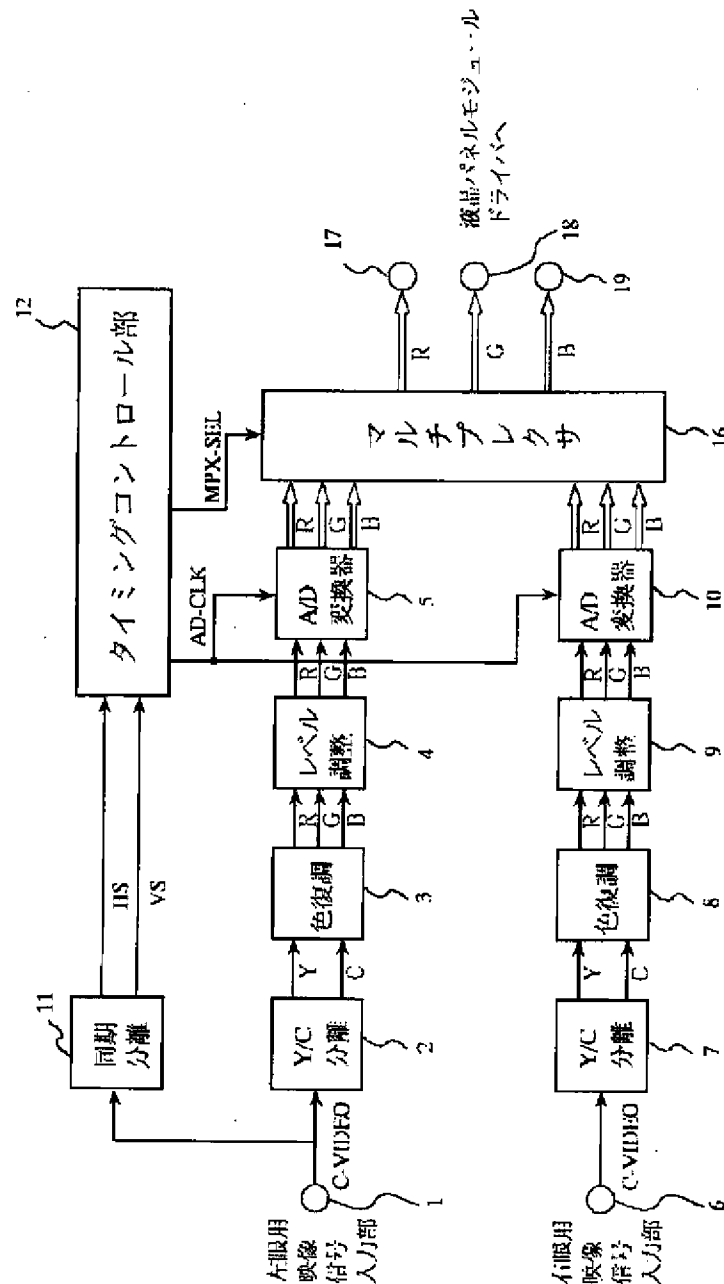 12
タイミングコントロール部
11
同期
分離
HS
VS
AD-CLK
MPX-SEL
左眼用
映像
信号
入力部
1
C-VIDEO
Y/C
分離
2
Y
C
色復調
3
R
G
B
レベル
調整
4
R
G
B
A/D
変換器
5
R
G
B
マルチプレクサ
16
R
G
B
17
18
19
液晶パネルモジュール
ドライバへ
右眼用
映像
信号
入力部
6
C-VIDEO
Y/C
分離
7
Y
C
色復調
8
R
G
B
レベル
調整
9
R
G
B
A/D
変換器
10
R
G
B